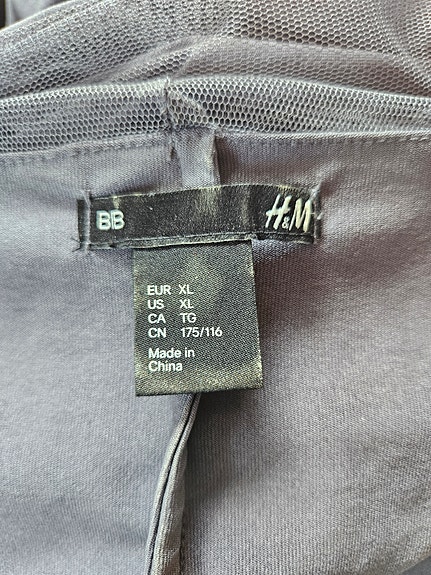 BB H&M
EUR XL
US XL
CA TG
CN 175/116
Made in
China